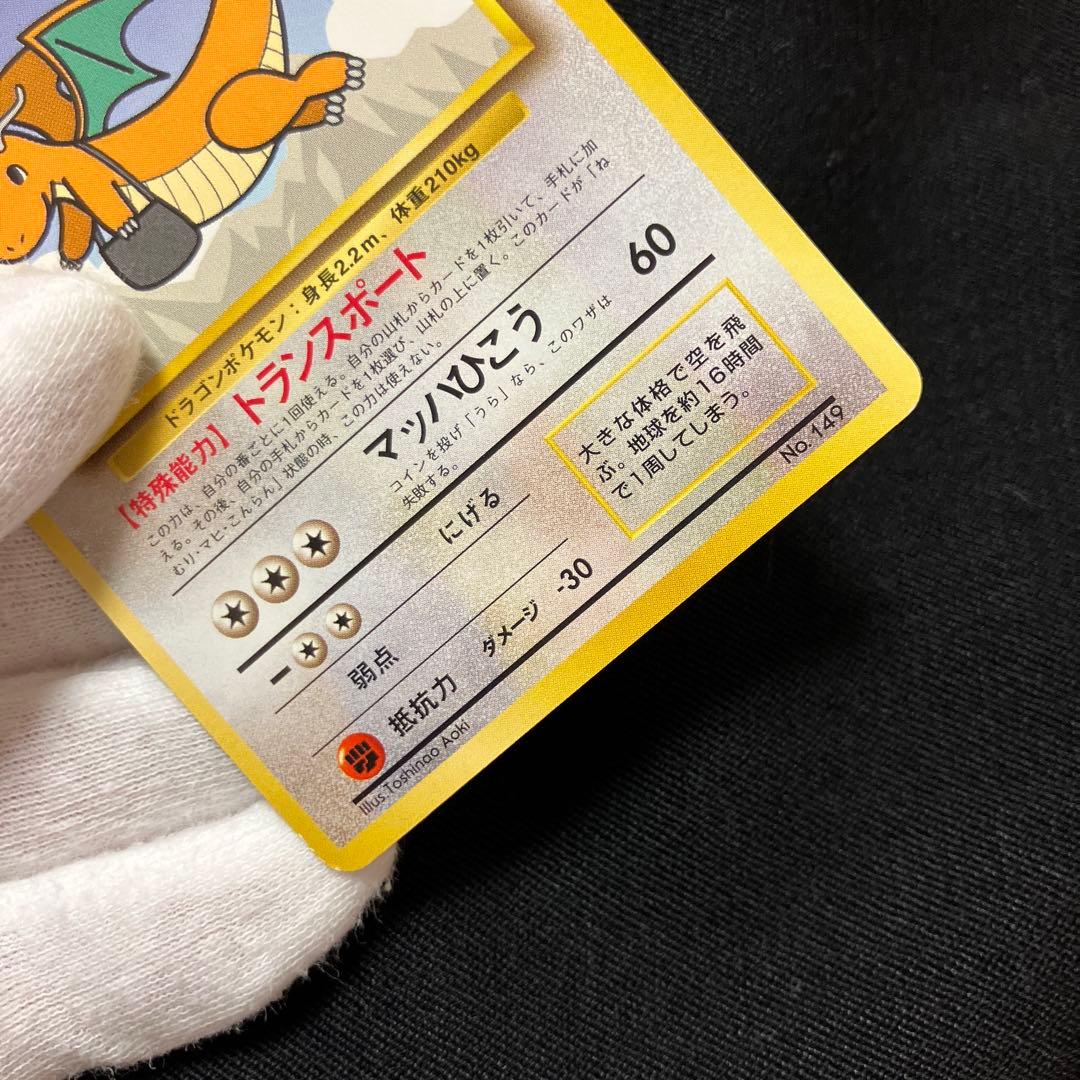 ドラゴンポケモン：身長2.2m、体重210kg
【特殊能力】トランスポート
この力は、自分の番ごとに1回使える。自分の山札からカードを1枚引いて、手札に加
える。その後、自分の手札からカードを1枚選び、山札の上に置く。このカードが「ね
むり・マヒ・こんらん」状態の時、この力は使えない。
マッハひこう 60
コインを投げ「うら」なら、このワザは
失敗する。
にげる
弱点
抵抗力 ダメージ -30
大きな体格で空を飛
ぶ。地球を約16時間
で1周してしまう。
Illus. Toshinao Aoki
No. 149